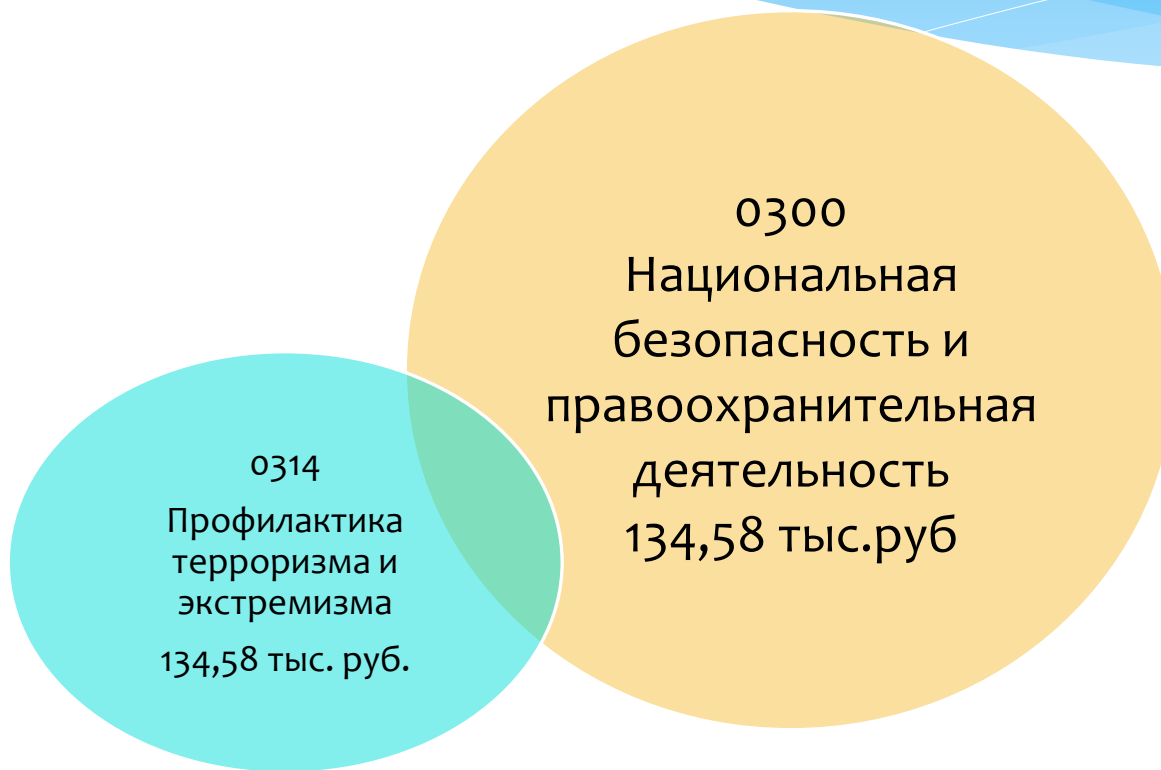 0300
Национальная
безопасность и
правоохранительная
деятельность
134,58 тыс.руб
0314
Профилактика
терроризма и
экстремизма
134,58 тыс. руб.